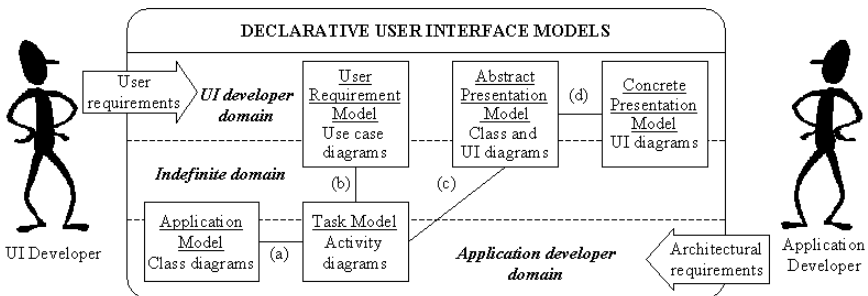 DECLARATIVE USER INTERFACE MODELS
User
requirements
UI developer
domain
User
Requirement
Model
Use case
diagrams
Abstract
Presentation
Model
Class and
UI diagrams
(d)
Concrete
Presentation
Model
UI diagrams
Indefinite domain
(b)
(c)
Application
Model
Class diagrams
(a)
Task Model
Activity
diagrams
Application developer
domain
Architectural
requirements
UI Developer
Application
Developer